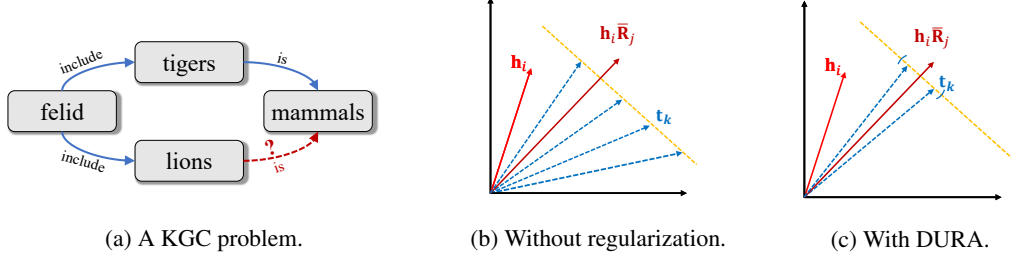 include
tigers
is
felid
mammals
include
lions
?
is
(a) A KGC problem.
h_i
h_i R̄_j
t_k
(b) Without regularization.
h_i
h_i R̄_j
t_k
(c) With DURA.